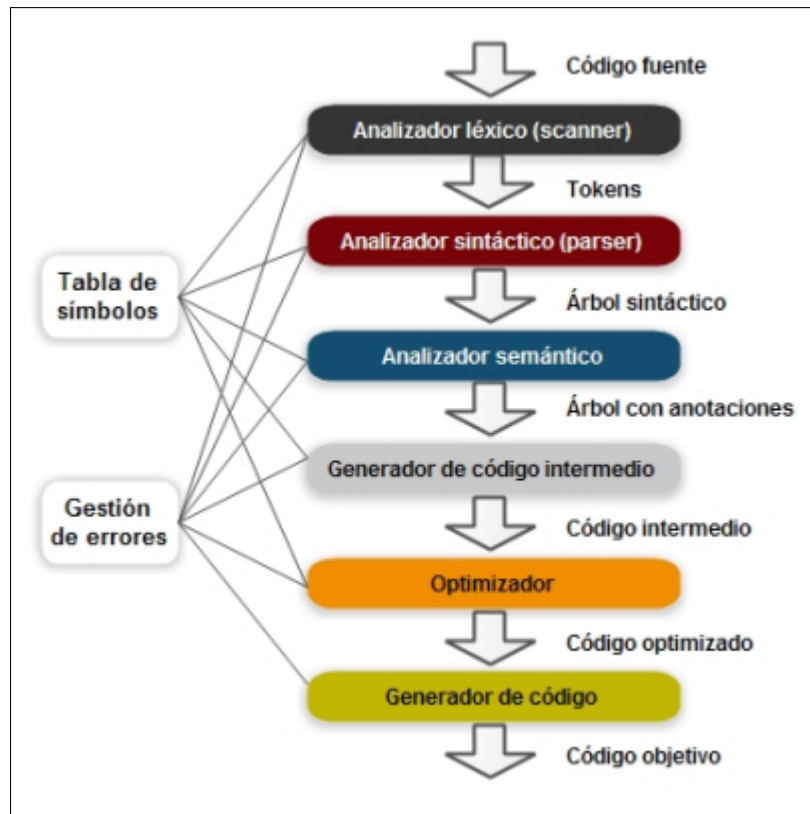 Código fuente
Analizador léxico (scanner)
Tokens
Analizador sintáctico (parser)
Tabla de
símbolos
Árbol sintáctico
Analizador semántico
Árbol con anotaciones
Generador de código intermedio
Gestión
de errores
Código intermedio
Optimizador
Código optimizado
Generador de código
Código objetivo